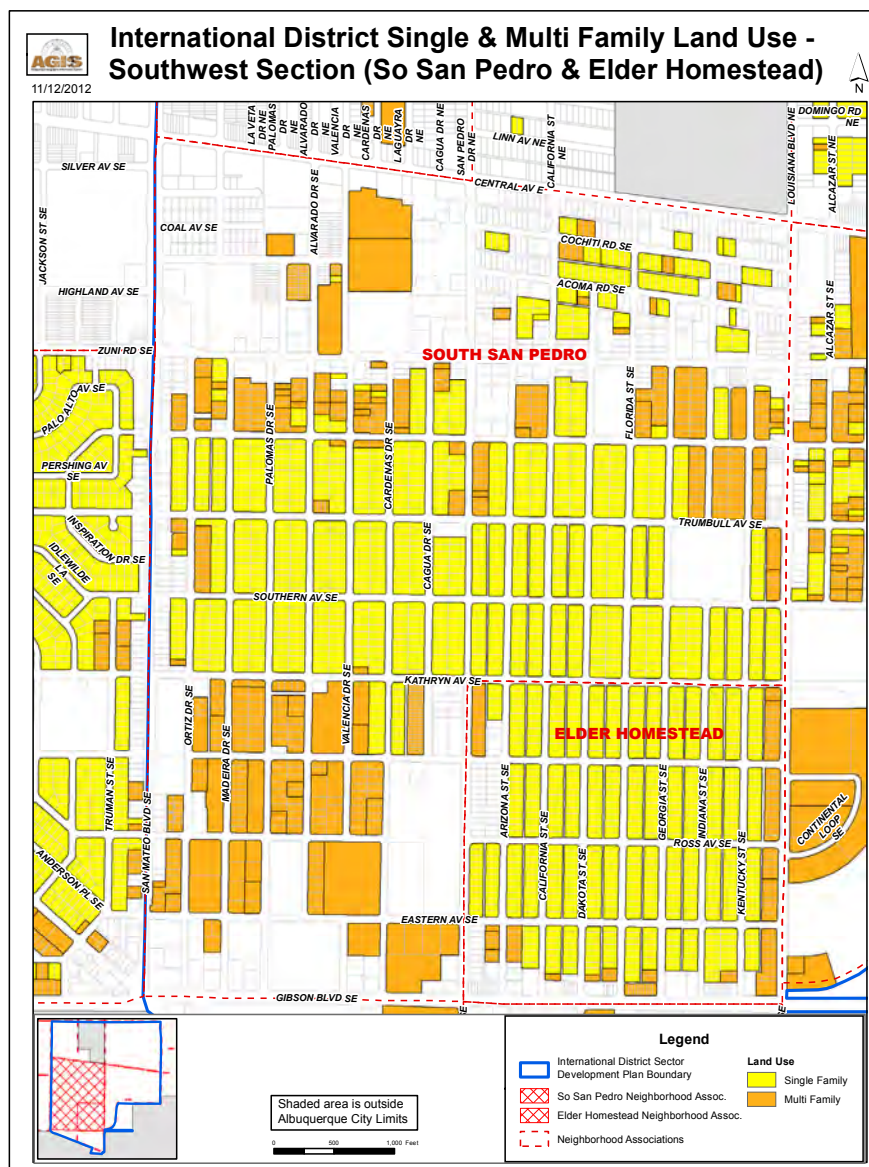 International District Single & Multi Family Land Use -
Southwest Section (So San Pedro & Elder Homestead)
AGIS
11/12/2012
N
LA VETA
DR NE
PALOMAS
DR
NE
ALVARADO
DR
NE
VALENCIA
DR
NE
CARDENAS
DR
NE
LAGUAYRA
DR
NE
CAGUA DR NE
SAN PEDRO
DR NE
LINN AV NE
CALIFORNIA ST
NE
LOUISIANA BLVD NE
DOMINGO RD
NE
ALCAZAR ST NE
SILVER AV SE
CENTRAL AV E
JACKSON ST SE
COAL AV SE
ALVARADO DR SE
COCHITI RD SE
ACOMA RD SE
HIGHLAND AV SE
ALCAZAR ST SE
ZUNI RD SE
SOUTH SAN PEDRO
PALO ALTO AV SE
FLORIDA ST SE
PALOMAS DR SE
CARDENAS DR SE
PERSHING AV
SE
INSPIRATION DR SE
TRUMBULL AV SE
IDLEWILDE
LA
SE
CAGUA DR SE
SOUTHERN AV SE
KATHRYN AV SE
ORTIZ DR SE
VALENCIA DR SE
ELDER HOMESTEAD
MADEIRA DR SE
TRUMAN ST SE
SAN MATEO BLVD SE
ARIZONA ST SE
CALIFORNIA ST SE
DAKOTA ST SE
GEORGIA ST SE
INDIANA ST SE
ROSS AV SE
KENTUCKY ST SE
CONTINENTAL
LOOP
SE
ANDERSON PL SE
EASTERN AV SE
GIBSON BLVD SE
SE
SE
Legend
International District Sector
Development Plan Boundary
So San Pedro Neighborhood Assoc.
Elder Homestead Neighborhood Assoc.
Neighborhood Associations
Land Use
Single Family
Multi Family
Shaded area is outside
Albuquerque City Limits
0 500 1,000 Feet